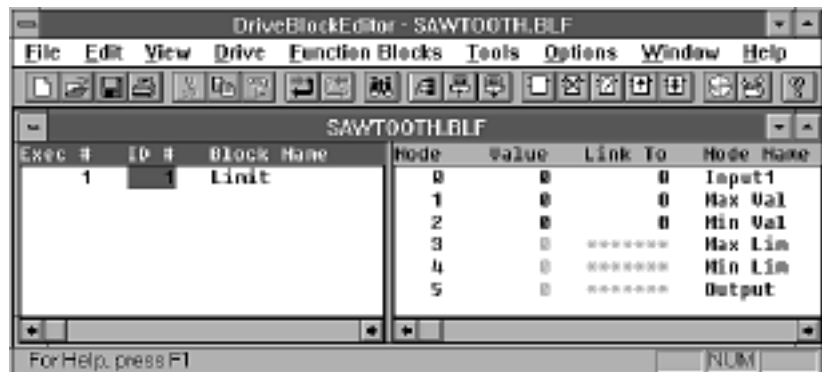 DriveBlockEditor - SAWTOOTH.BLF
File Edit View Drive Function Blocks Tools Options Window Help
SAWTOOTH.BLF
Exec # ID # Block Name Node Value Link To Node Name
1 1 Limit 0 0 0 Input1
1 0 0 Max Val
2 0 0 Min Val
3 0 ******* Max Lim
4 0 ******* Min Lim
5 0 ******* Output
For Help, press F1 NUM